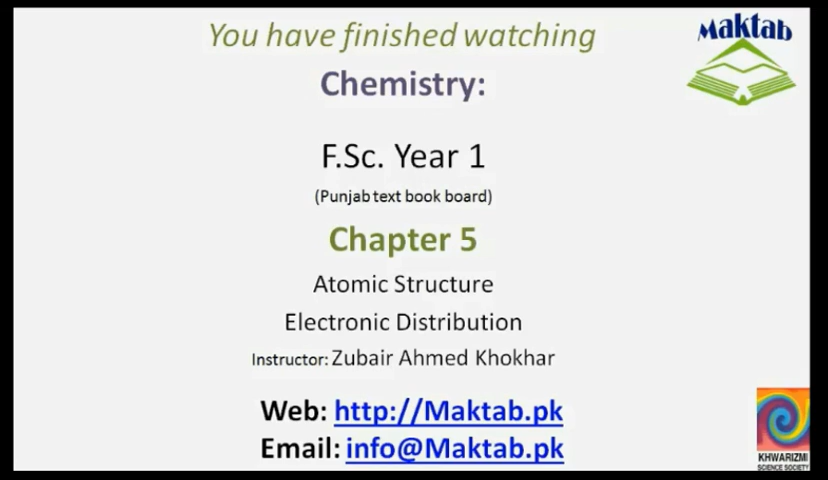 You have finished watching
Maktab
Chemistry:
F.Sc. Year 1
(Punjab text book board)
Chapter 5
Atomic Structure
Electronic Distribution
Instructor: Zubair Ahmed Khokhar
Web: http://Maktab.pk
Email: info@Maktab.pk
KHWARIZMI
SCIENCE SOCIETY